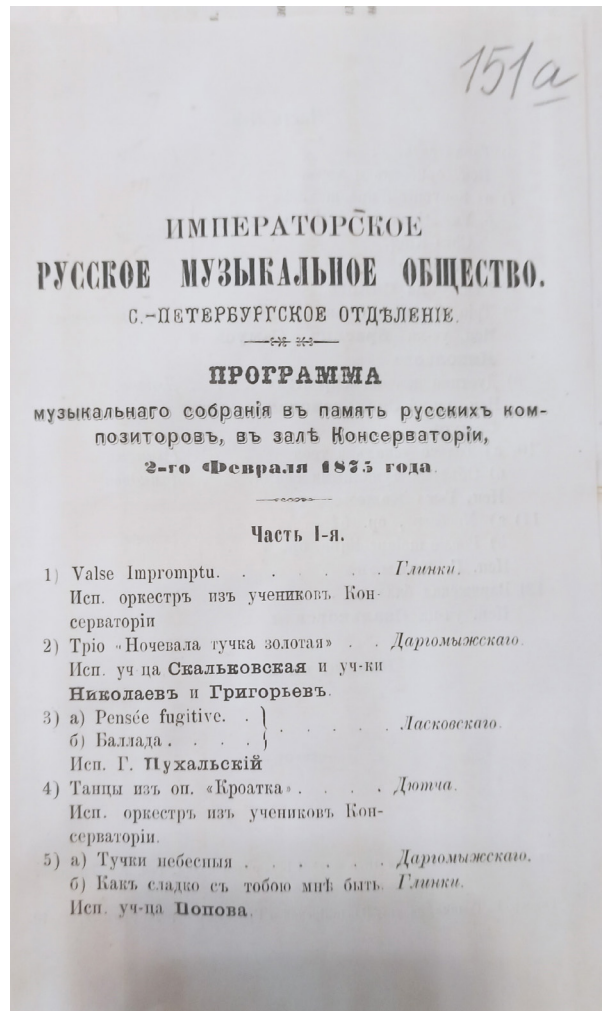 151а
ИМПЕРАТОРСКОЕ
РУССКОЕ МУЗЫКАЛЬНОЕ ОБЩЕСТВО.
С.-ПЕТЕРБУРГСКОЕ ОТДѢЛЕНІЕ.
ПРОГРАММА
музыкальнаго собранія въ память русскихъ ком-
позиторовъ, въ залѣ Консерваторіи,
2-го Февраля 1875 года.
Часть I-я.
1) Valse Impromptu. . . . . . . Глинки.
Исп. оркестръ изъ учениковъ Кон-
серваторіи
2) Тріо «Ночевала тучка золотая» . . Даргомыжскаго.
Исп. уч ца Скальковская и уч-ки
Николаевъ и Григорьевъ.
3) а) Pensée fugitive. . } . . . . . Ласковскаго.
б) Баллада . . . . }
Исп. Г. Пухальскій
4) Танцы изъ оп. «Кроатка» . . . . Дютча.
Исп. оркестръ изъ учениковъ Кон-
серваторіи.
5) а) Тучки небесныя . . . . . . Даргомыжскаго.
б) Какъ сладко съ тобою мнѣ быть. Глинки.
Исп. уч-ца Попова.